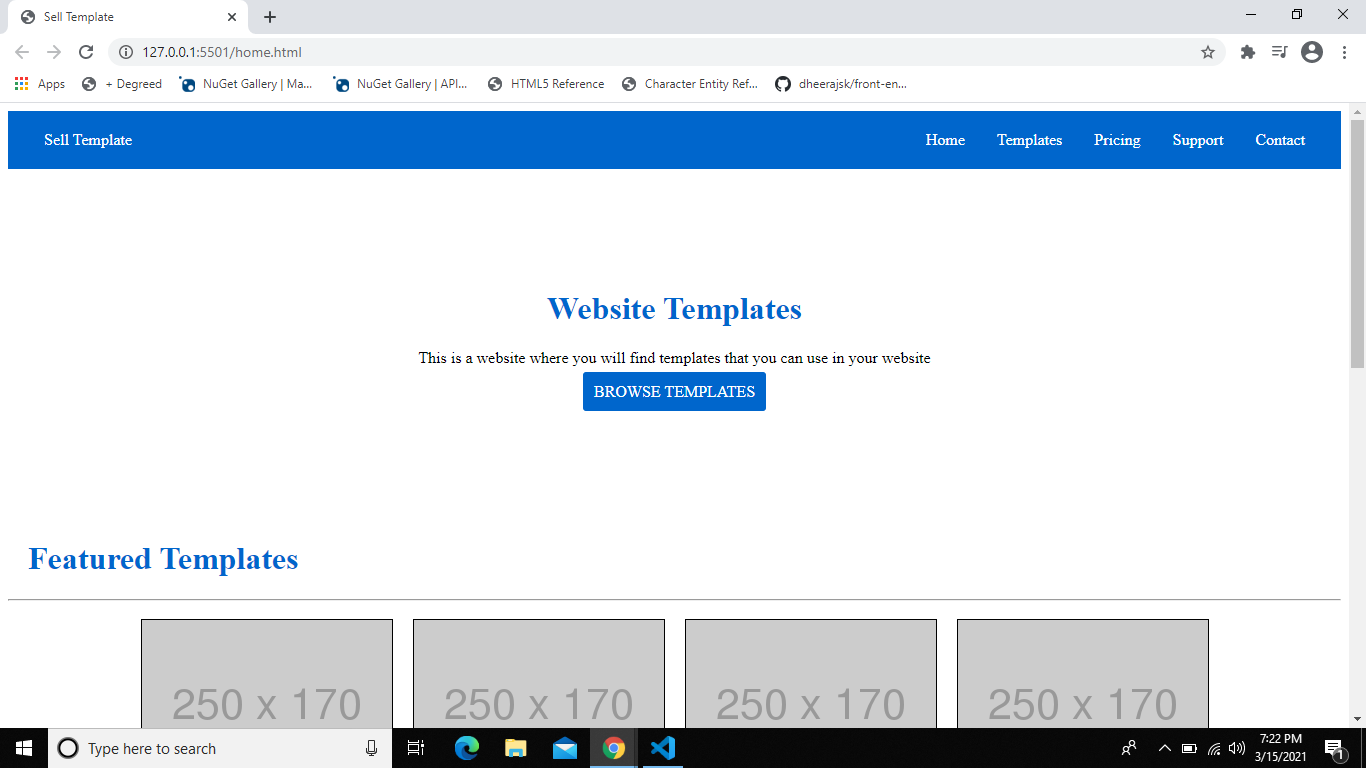 Sell Template
127.0.0.1:5501/home.html
Apps + Degreed NuGet Gallery | Ma... NuGet Gallery | API... HTML5 Reference Character Entity Ref... dheerajsk/front-en...
Sell Template Home Templates Pricing Support Contact
Website Templates
This is a website where you will find templates that you can use in your website
BROWSE TEMPLATES
Featured Templates
250 x 170 250 x 170 250 x 170 250 x 170
Type here to search 7:22 PM
3/15/2021 1